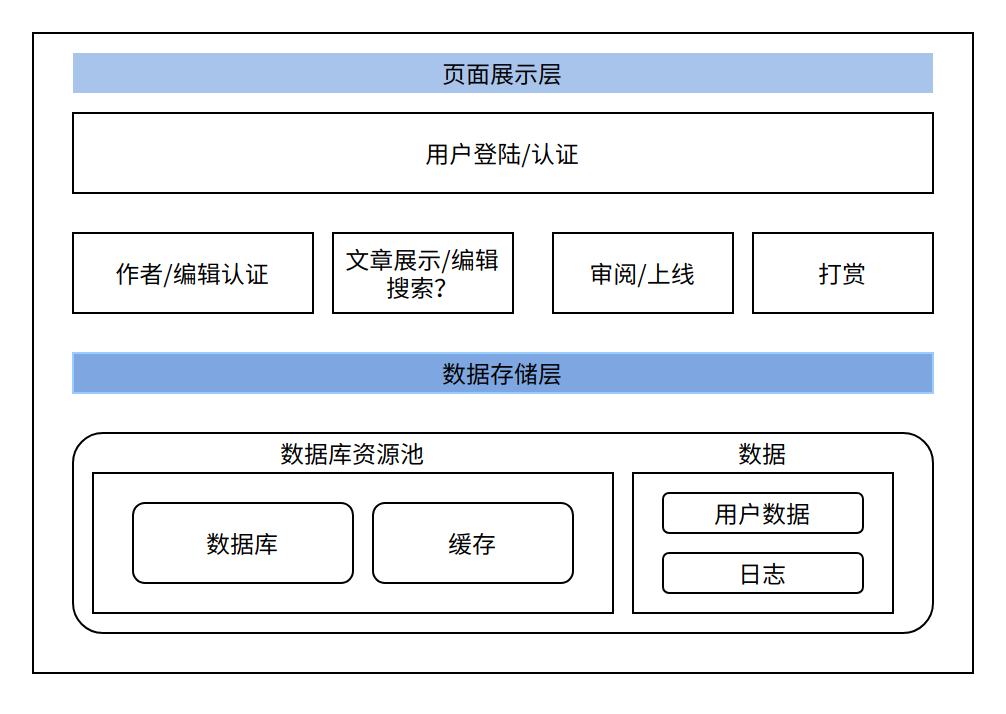 页面展示层
用户登陆/认证
作者/编辑认证
文章展示/编辑
搜索?
审阅/上线
打赏
数据存储层
数据库资源池
数据
数据库
缓存
用户数据
日志